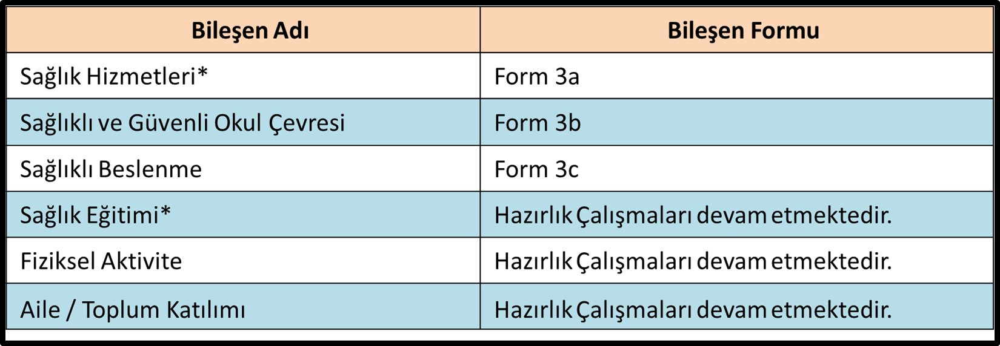 Bileşen Adı Bileşen Formu
Sağlık Hizmetleri* Form 3a
Sağlıklı ve Güvenli Okul Çevresi Form 3b
Sağlıklı Beslenme Form 3c
Sağlık Eğitimi* Hazırlık Çalışmaları devam etmektedir.
Fiziksel Aktivite Hazırlık Çalışmaları devam etmektedir.
Aile / Toplum Katılımı Hazırlık Çalışmaları devam etmektedir.